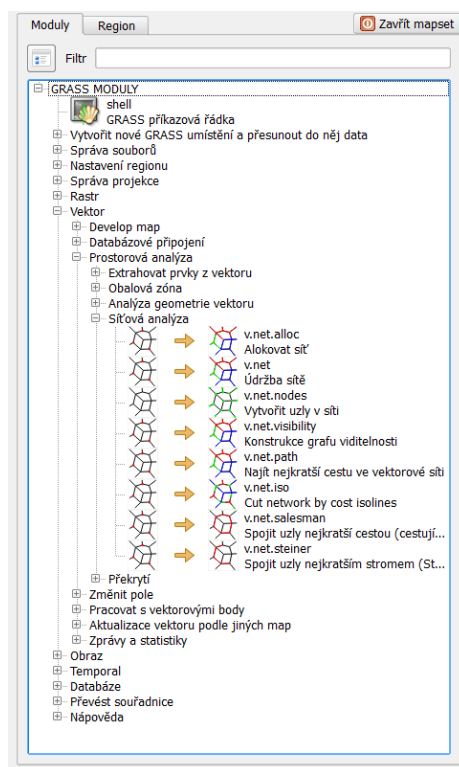 Moduly Region Zavřít mapset
Filtr
GRASS MODULY
shell
GRASS příkazová řádka
Vytvořit nové GRASS umístění a přesunout do něj data
Správa souborů
Nastavení regionu
Správa projekce
Rastr
Vektor
Develop map
Databázové připojení
Prostorová analýza
Extrahovat prvky z vektoru
Obalová zóna
Analýza geometrie vektoru
Síťová analýza
v.net.alloc
Alokovat síť
v.net
Údržba sítě
v.net.nodes
Vytvořit uzly v síti
v.net.visibility
Konstrukce grafu viditelnosti
v.net.path
Najít nejkratší cestu ve vektorové síti
v.net.iso
Cut network by cost isolines
v.net.salesman
Spojit uzly nejkratší cestou (cestují...
v.net.steiner
Spojit uzly nejkratším stromem (St...
Překrytí
Změnit pole
Pracovat s vektorovými body
Aktualizace vektoru podle jiných map
Zprávy a statistiky
Obraz
Temporal
Databáze
Převést souřadnice
Nápověda